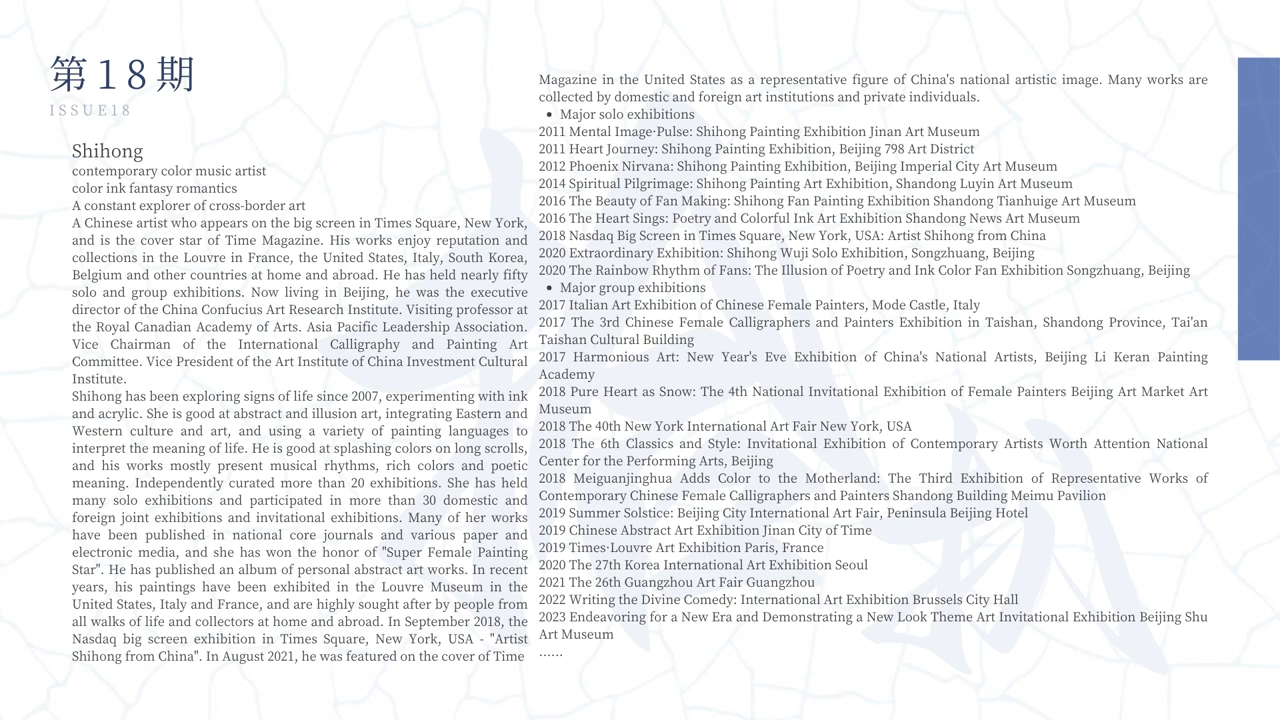 第18期
ISSUE18
Shihong
contemporary color music artist
color ink fantasy romantics
A constant explorer of cross-border art
A Chinese artist who appears on the big screen in Times Square, New York,
and is the cover star of Time Magazine. His works enjoy reputation and
collections in the Louvre in France, the United States, Italy, South Korea,
Belgium and other countries at home and abroad. He has held nearly fifty
solo and group exhibitions. Now living in Beijing, he was the executive
director of the China Confucius Art Research Institute. Visiting professor at
the Royal Canadian Academy of Arts. Asia Pacific Leadership Association.
Vice Chairman of the International Calligraphy and Painting Art
Committee. Vice President of the Art Institute of China Investment Cultural
Institute.
Shihong has been exploring signs of life since 2007, experimenting with ink
and acrylic. She is good at abstract and illusion art, integrating Eastern and
Western culture and art, and using a variety of painting languages to
interpret the meaning of life. He is good at splashing colors on long scrolls,
and his works mostly present musical rhythms, rich colors and poetic
meaning. Independently curated more than 20 exhibitions. She has held
many solo exhibitions and participated in more than 30 domestic and
foreign joint exhibitions and invitational exhibitions. Many of her works
have been published in national core journals and various paper and
electronic media, and she has won the honor of "Super Female Painting
Star". He has published an album of personal abstract art works. In recent
years, his paintings have been exhibited in the Louvre Museum in the
United States, Italy and France, and are highly sought after by people from
all walks of life and collectors at home and abroad. In September 2018, the
Nasdaq big screen exhibition in Times Square, New York, USA - "Artist
Shihong from China". In August 2021, he was featured on the cover of Time
Magazine in the United States as a representative figure of China's national artistic image. Many works are
collected by domestic and foreign art institutions and private individuals.
• Major solo exhibitions
2011 Mental Image·Pulse: Shihong Painting Exhibition Jinan Art Museum
2011 Heart Journey: Shihong Painting Exhibition, Beijing 798 Art District
2012 Phoenix Nirvana: Shihong Painting Exhibition, Beijing Imperial City Art Museum
2014 Spiritual Pilgrimage: Shihong Painting Art Exhibition, Shandong Luyin Art Museum
2016 The Beauty of Fan Making: Shihong Fan Painting Exhibition Shandong Tianhuige Art Museum
2016 The Heart Sings: Poetry and Colorful Ink Art Exhibition Shandong News Art Museum
2018 Nasdaq Big Screen in Times Square, New York, USA: Artist Shihong from China
2020 Extraordinary Exhibition: Shihong Wuji Solo Exhibition, Songzhuang, Beijing
2020 The Rainbow Rhythm of Fans: The Illusion of Poetry and Ink Color Fan Exhibition Songzhuang, Beijing
• Major group exhibitions
2017 Italian Art Exhibition of Chinese Female Painters, Mode Castle, Italy
2017 The 3rd Chinese Female Calligraphers and Painters Exhibition in Taishan, Shandong Province, Tai'an
Taishan Cultural Building
2017 Harmonious Art: New Year's Eve Exhibition of China's National Artists, Beijing Li Keran Painting
Academy
2018 Pure Heart as Snow: The 4th National Invitational Exhibition of Female Painters Beijing Art Market Art
Museum
2018 The 40th New York International Art Fair New York, USA
2018 The 6th Classics and Style: Invitational Exhibition of Contemporary Artists Worth Attention National
Center for the Performing Arts, Beijing
2018 Meiguanjinghua Adds Color to the Motherland: The Third Exhibition of Representative Works of
Contemporary Chinese Female Calligraphers and Painters Shandong Building Meimu Pavilion
2019 Summer Solstice: Beijing City International Art Fair, Peninsula Beijing Hotel
2019 Chinese Abstract Art Exhibition Jinan City of Time
2019 Times·Louvre Art Exhibition Paris, France
2020 The 27th Korea International Art Exhibition Seoul
2021 The 26th Guangzhou Art Fair Guangzhou
2022 Writing the Divine Comedy: International Art Exhibition Brussels City Hall
2023 Endeavoring for a New Era and Demonstrating a New Look Theme Art Invitational Exhibition Beijing Shu
Art Museum
……